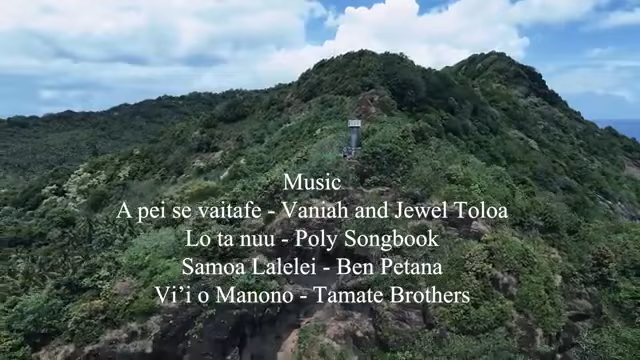 Music
A pei se vaitafe - Vaniah and Jewel Toloa
Lo ta nuu - Poly Songbook
Samoa Lalelei - Ben Petana
Vi’i o Manono - Tamate Brothers